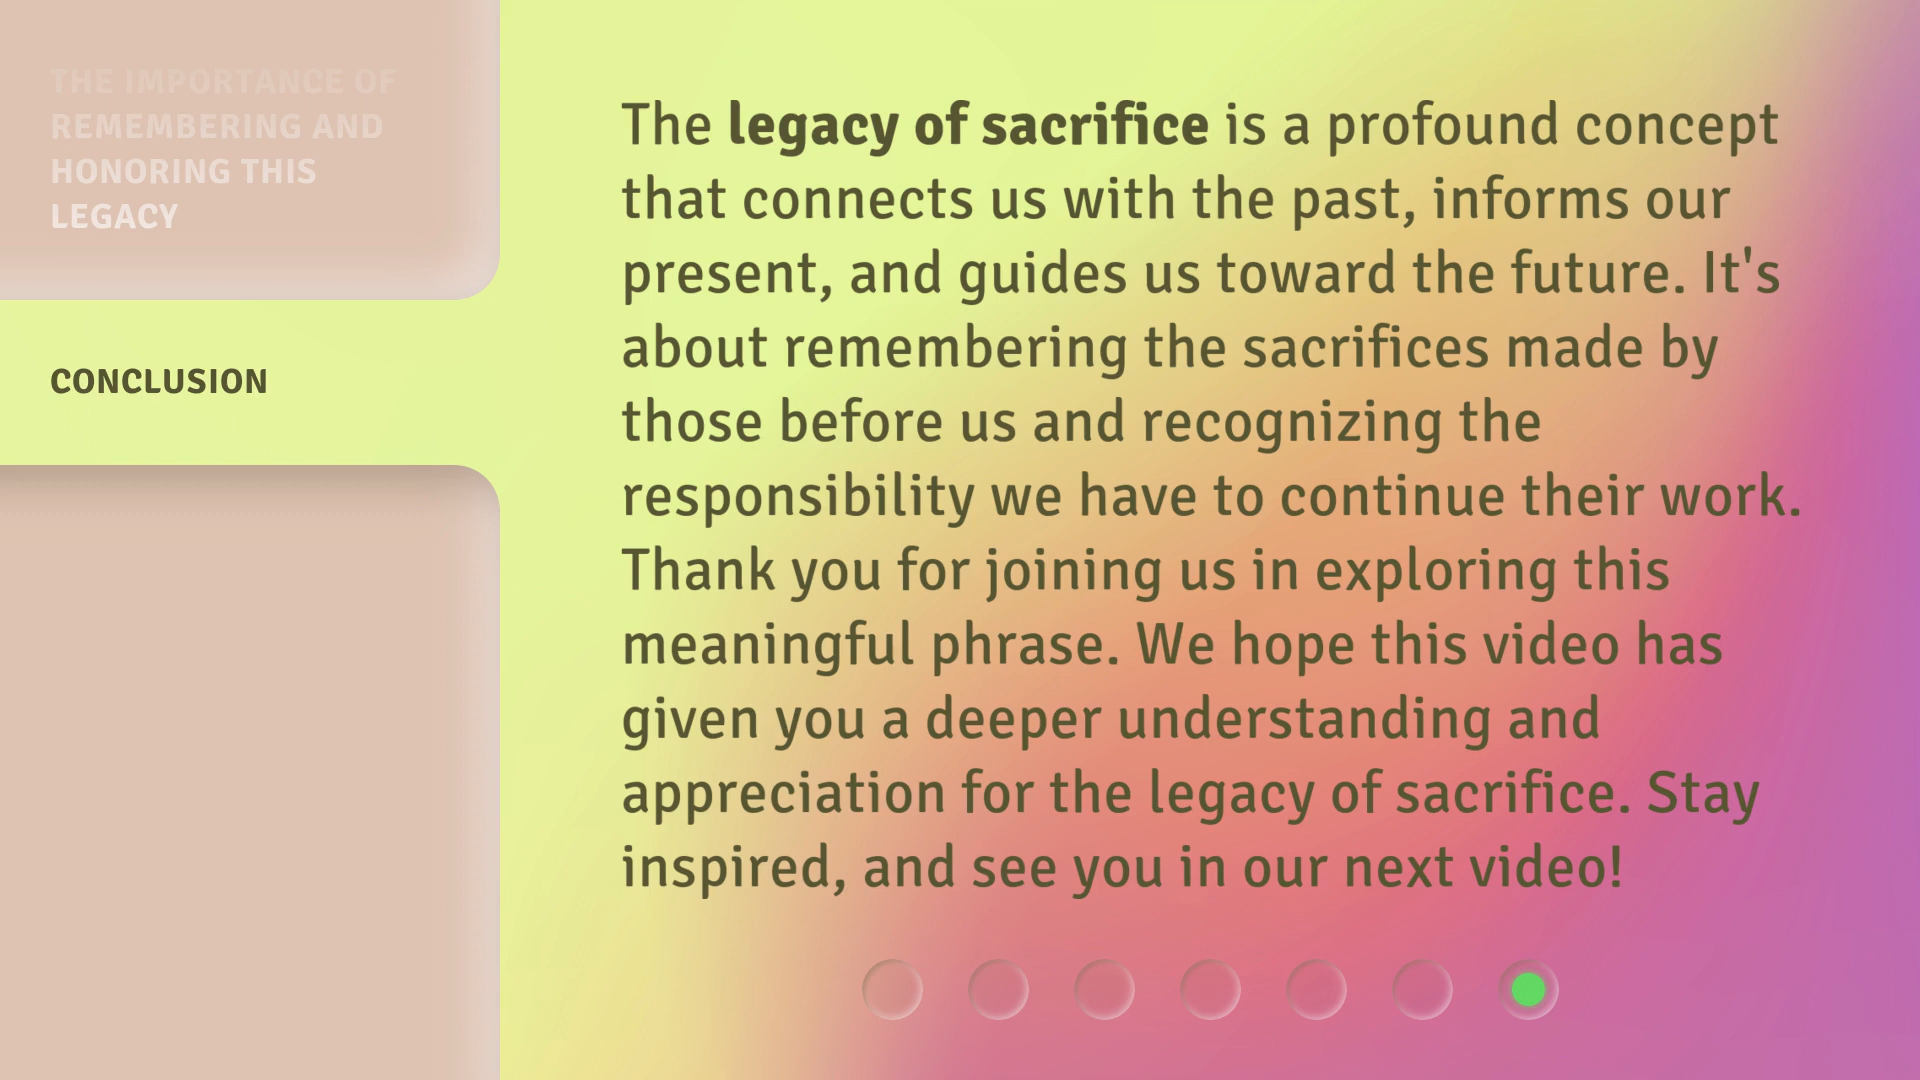 THE IMPORTANCE OF
REMEMBERING AND
HONORING THIS
LEGACY
CONCLUSION
The legacy of sacrifice is a profound concept
that connects us with the past, informs our
present, and guides us toward the future. It's
about remembering the sacrifices made by
those before us and recognizing the
responsibility we have to continue their work.
Thank you for joining us in exploring this
meaningful phrase. We hope this video has
given you a deeper understanding and
appreciation for the legacy of sacrifice. Stay
inspired, and see you in our next video!